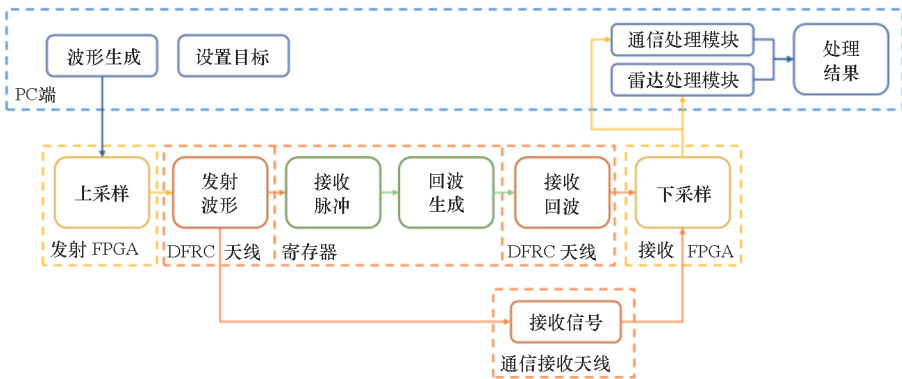 波形生成
设置目标
通信处理模块
雷达处理模块
处理
结果
PC端
上采样
发射
波形
接收
脉冲
回波
生成
接收
回波
下采样
发射 FPGA
DFRC 天线
寄存器
DFRC 天线
接收 FPGA
接收信号
通信接收天线